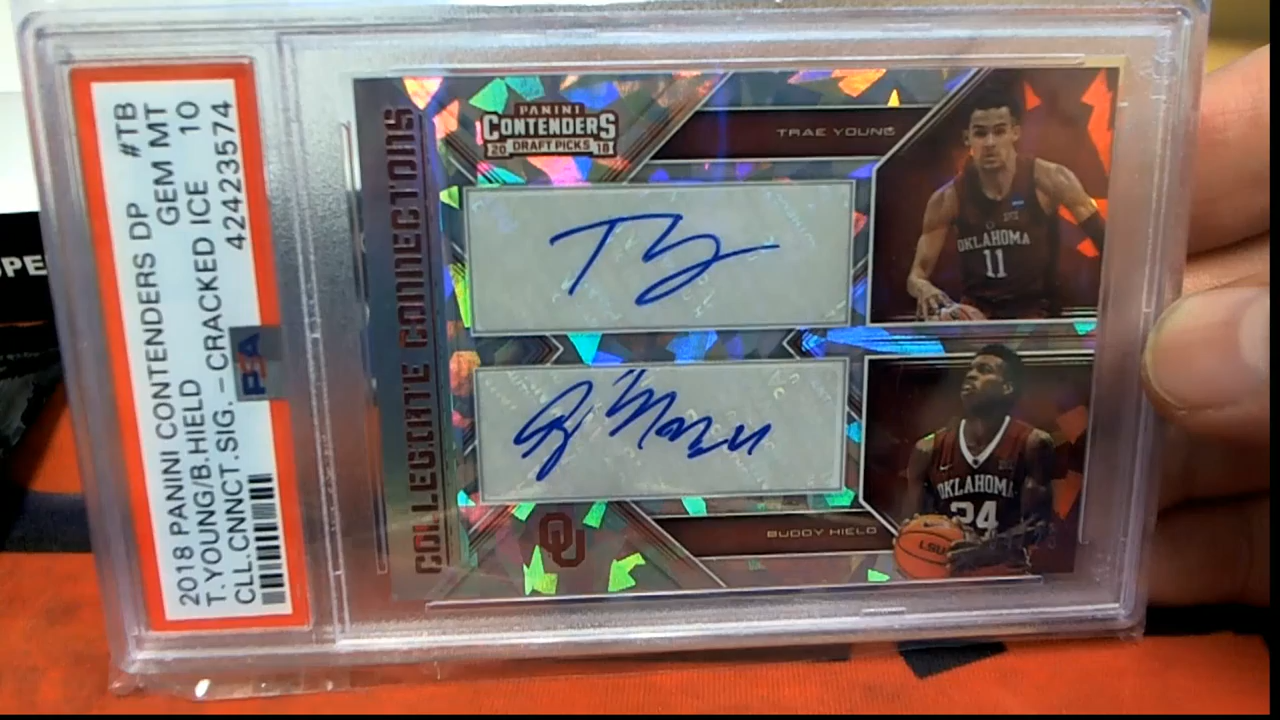 2018 PANINI CONTENDERS DP #TB
T.YOUNG/B.HIELD GEM MT
CLL.CNNCT.SIG.-CRACKED ICE 10
42423574
PSA
COLLEGIATE CONNECTIONS
PANINI
CONTENDERS
20 DRAFT PICKS 18
TRAE YOUNG
OKLAHOMA
11
BUDDY HIELD
OKLAHOMA
24
LSU
OU